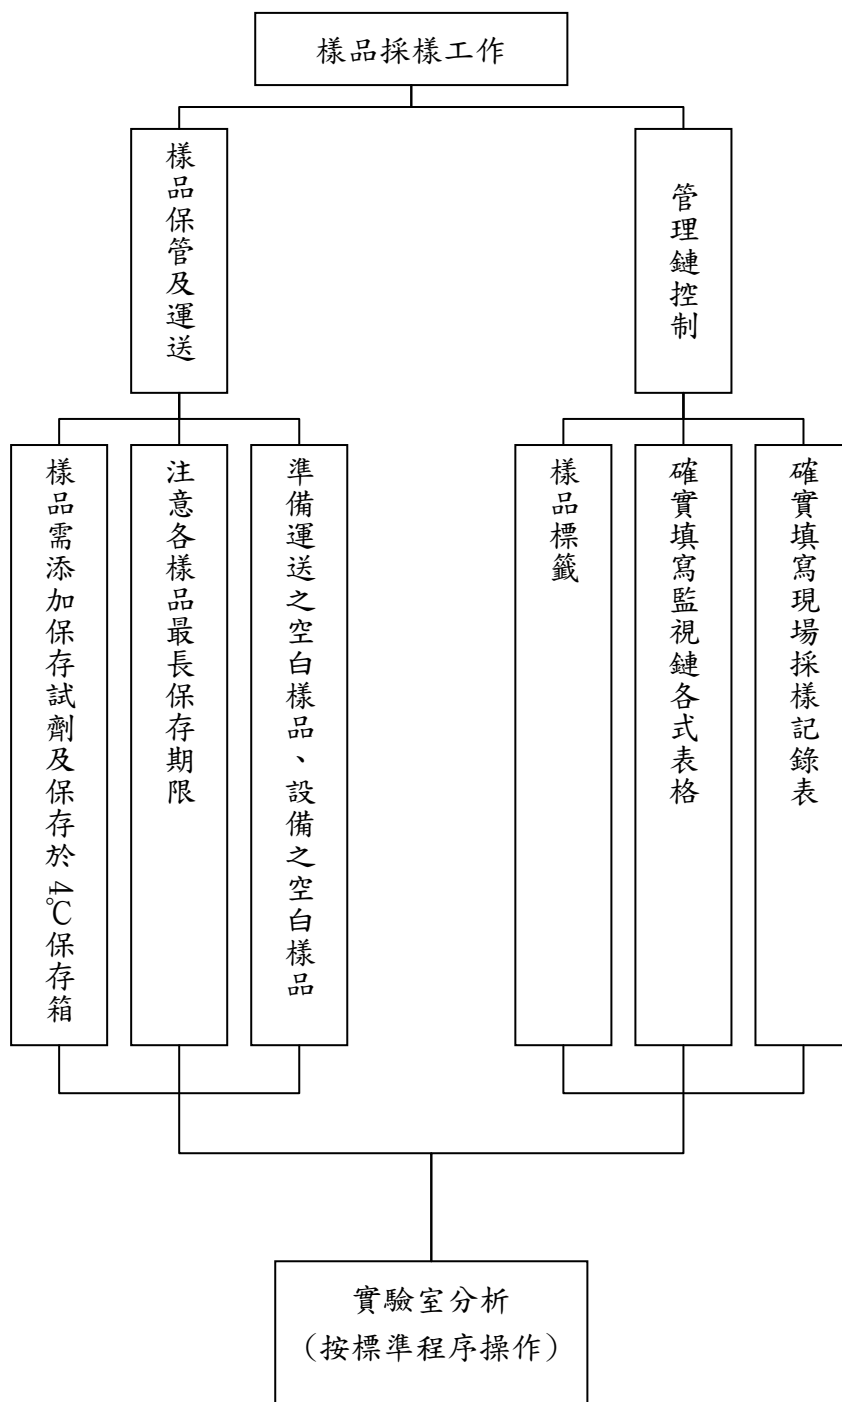 樣品採樣工作
樣品保管及運送
管理鏈控制
樣品需添加保存試劑及保存於4℃保存箱
注意各樣品最長保存期限
準備運送之空白樣品、設備之空白樣品
樣品標籤
確實填寫監視鏈各式表格
確實填寫現場採樣記錄表
實驗室分析
（按標準程序操作）